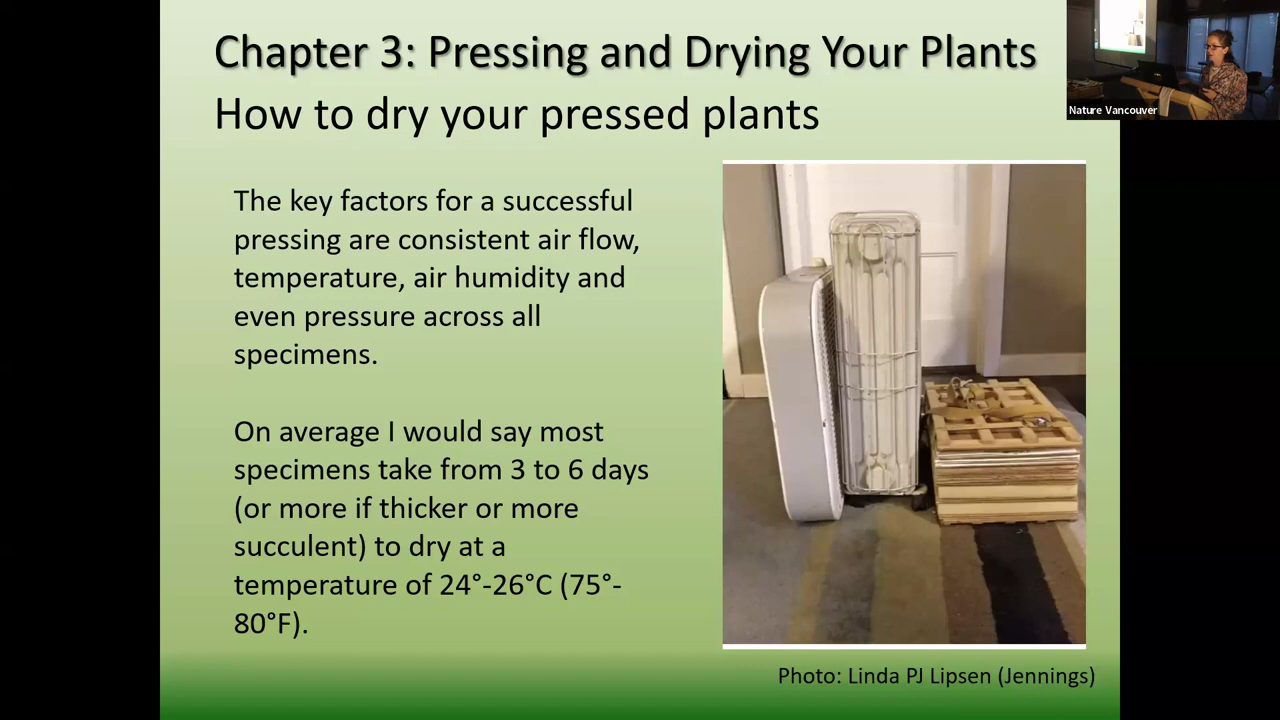 Chapter 3: Pressing and Drying Your Plants
How to dry your pressed plants
Nature Vancouver
The key factors for a successful
pressing are consistent air flow,
temperature, air humidity and
even pressure across all
specimens.
On average I would say most
specimens take from 3 to 6 days
(or more if thicker or more
succulent) to dry at a
temperature of 24°-26°C (75°-
80°F).
Photo: Linda PJ Lipsen (Jennings)